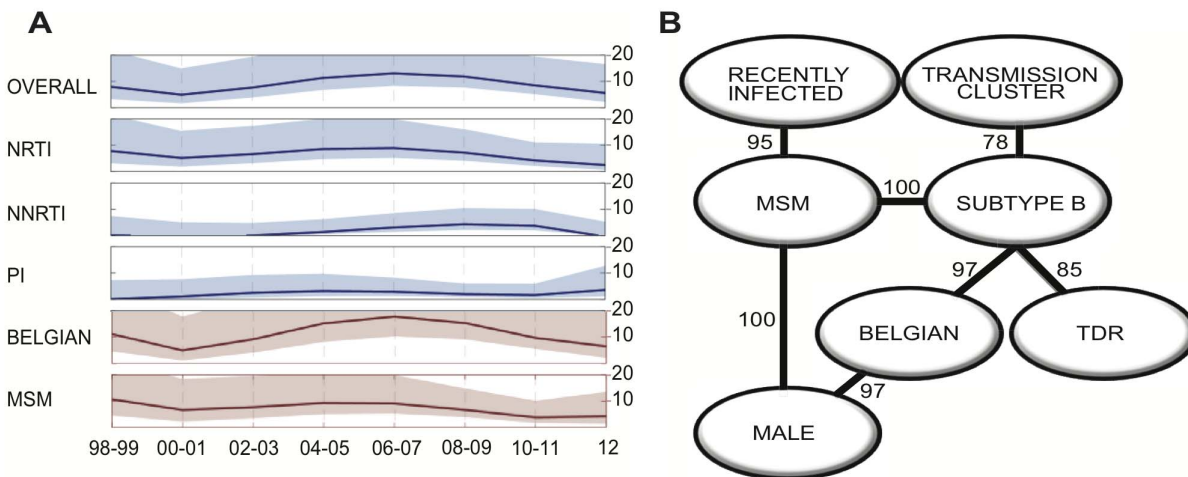 A
OVERALL
20
10
NRTI
20
10
NNRTI
20
10
PI
20
10
BELGIAN
20
10
MSM
20
10
98-99 00-01 02-03 04-05 06-07 08-09 10-11 12
B
RECENTLY
INFECTED
TRANSMISSION
CLUSTER
95
78
MSM
100
SUBTYPE B
97
85
100
BELGIAN
TDR
97
MALE